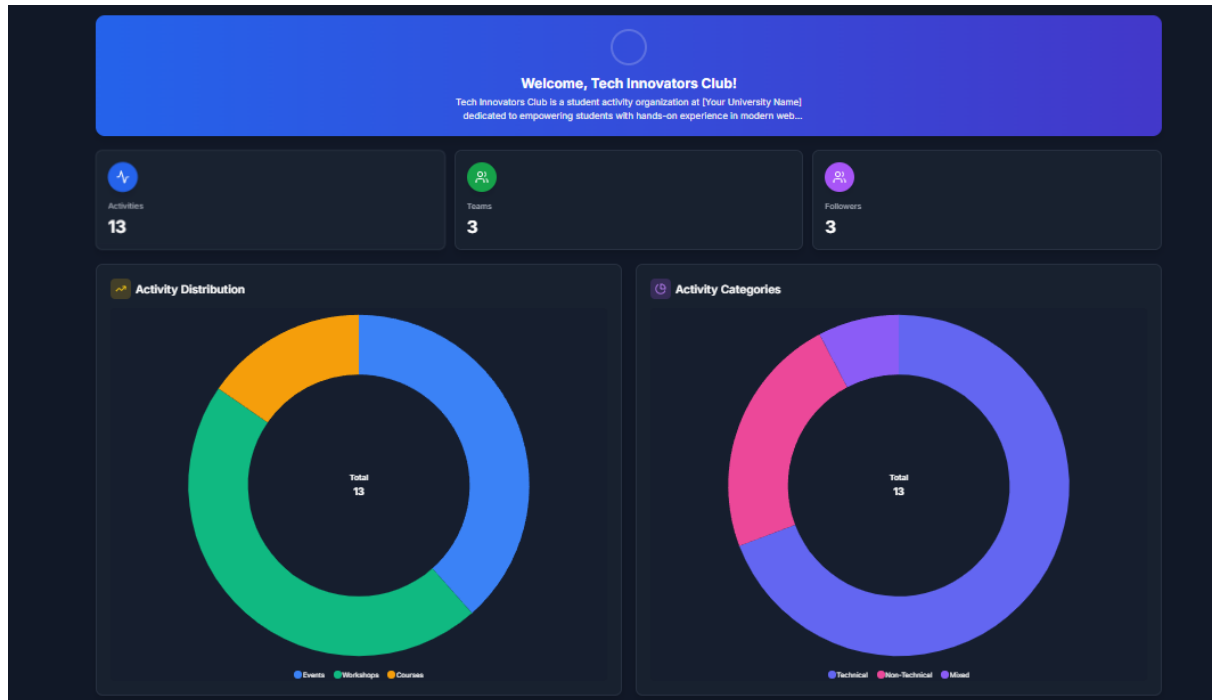 Welcome, Tech Innovators Club!
Tech Innovators Club is a student activity organization at [Your University Name]
dedicated to empowering students with hands-on experience in modern web...
Activities
13
Teams
3
Followers
3
Activity Distribution
Total
13
Events Workshops Courses
Activity Categories
Total
13
Technical Non-Technical Mixed